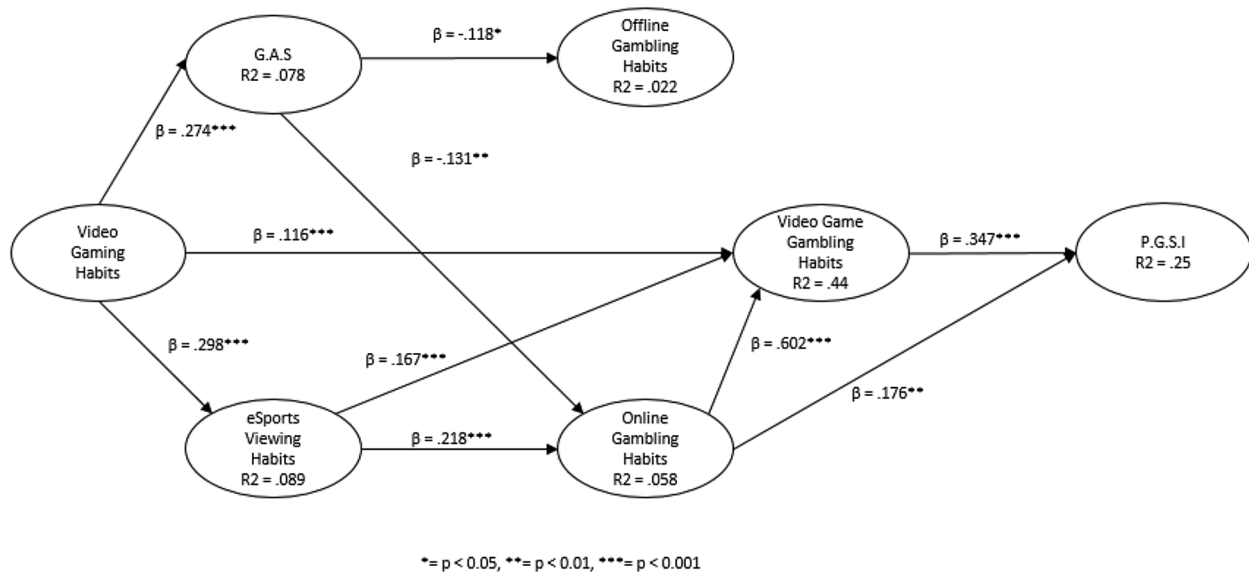 G.A.S
R2 = .078
β = -.118*
Offline
Gambling
Habits
R2 = .022
β = .274***
β = -.131**
Video
Gaming
Habits
β = .116***
Video Game
Gambling
Habits
R2 = .44
β = .347***
P.G.S.I
R2 = .25
β = .298***
β = .167***
β = .602***
β = .176**
eSports
Viewing
Habits
R2 = .089
β = .218***
Online
Gambling
Habits
R2 = .058
*= p < 0.05, **= p < 0.01, ***= p < 0.001